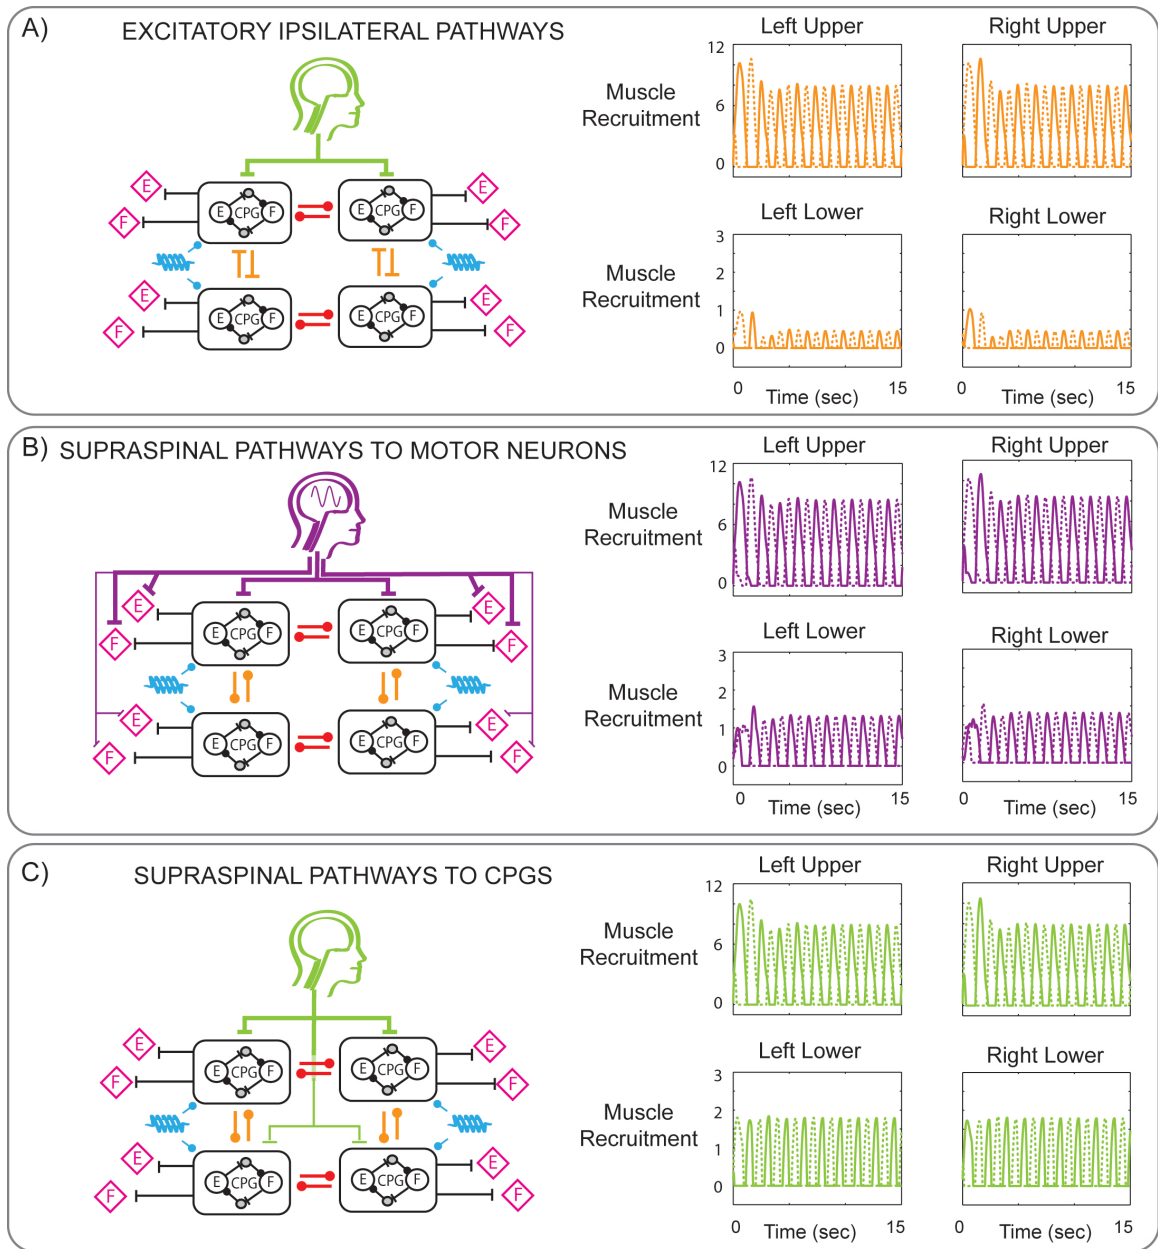 A)
EXCITATORY IPSILATERAL PATHWAYS
E
F
E CPG F
E CPG F
E
F
E
F
E CPG F
E CPG F
E
F
Left Upper
Right Upper
Muscle
Recruitment
12
6
0
Left Lower
Right Lower
Muscle
Recruitment
3
2
1
0
0
15
0
15
Time (sec)
Time (sec)
B)
SUPRASPINAL PATHWAYS TO MOTOR NEURONS
E
F
E CPG F
E CPG F
E
F
E
F
E CPG F
E CPG F
E
F
Left Upper
Right Upper
Muscle
Recruitment
12
6
0
Left Lower
Right Lower
Muscle
Recruitment
3
2
1
0
0
15
0
15
Time (sec)
Time (sec)
C)
SUPRASPINAL PATHWAYS TO CPGS
E
F
E CPG F
E CPG F
E
F
E
F
E CPG F
E CPG F
E
F
Left Upper
Right Upper
Muscle
Recruitment
12
6
0
Left Lower
Right Lower
Muscle
Recruitment
3
2
1
0
0
15
0
15
Time (sec)
Time (sec)